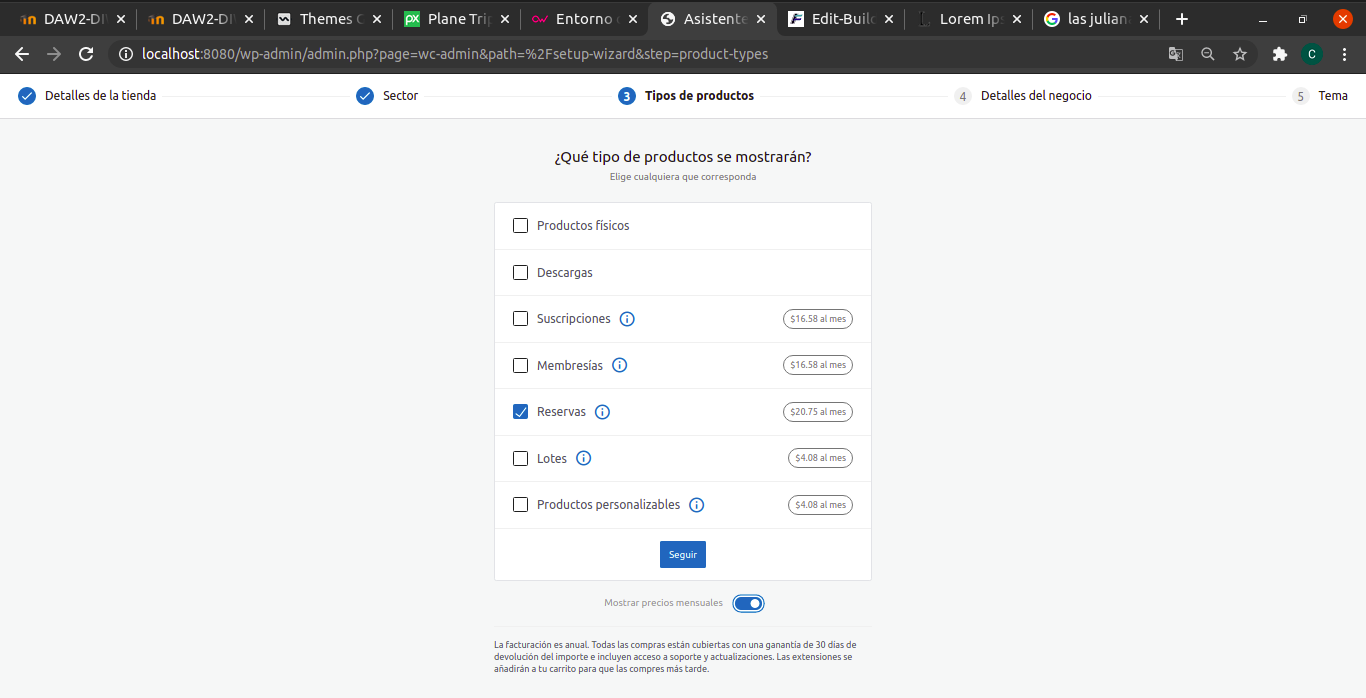 DAW2-DI
DAW2-DI
Themes
Plane Trip
Entorno
Asistente
Edit-Buil
Lorem Ips
las julian
localhost:8080/wp-admin/admin.php?page=wc-admin&path=%2Fsetup-wizard&step=product-types
C
Detalles de la tienda
Sector
3 Tipos de productos
4 Detalles del negocio
5 Tema
¿Qué tipo de productos se mostrarán?
Elige cualquiera que corresponda
Productos físicos
Descargas
Suscripciones $16.58 al mes
Membresías $16.58 al mes
Reservas $20.75 al mes
Lotes $4.08 al mes
Productos personalizables $4.08 al mes
Seguir
Mostrar precios mensuales
La facturación es anual. Todas las compras están cubiertas con una ganantía de 30 días de
devolución del importe e incluyen acceso a soporte y actualizaciones. Las extensiones se
añadirán a tu carrito para que las compres más tarde.